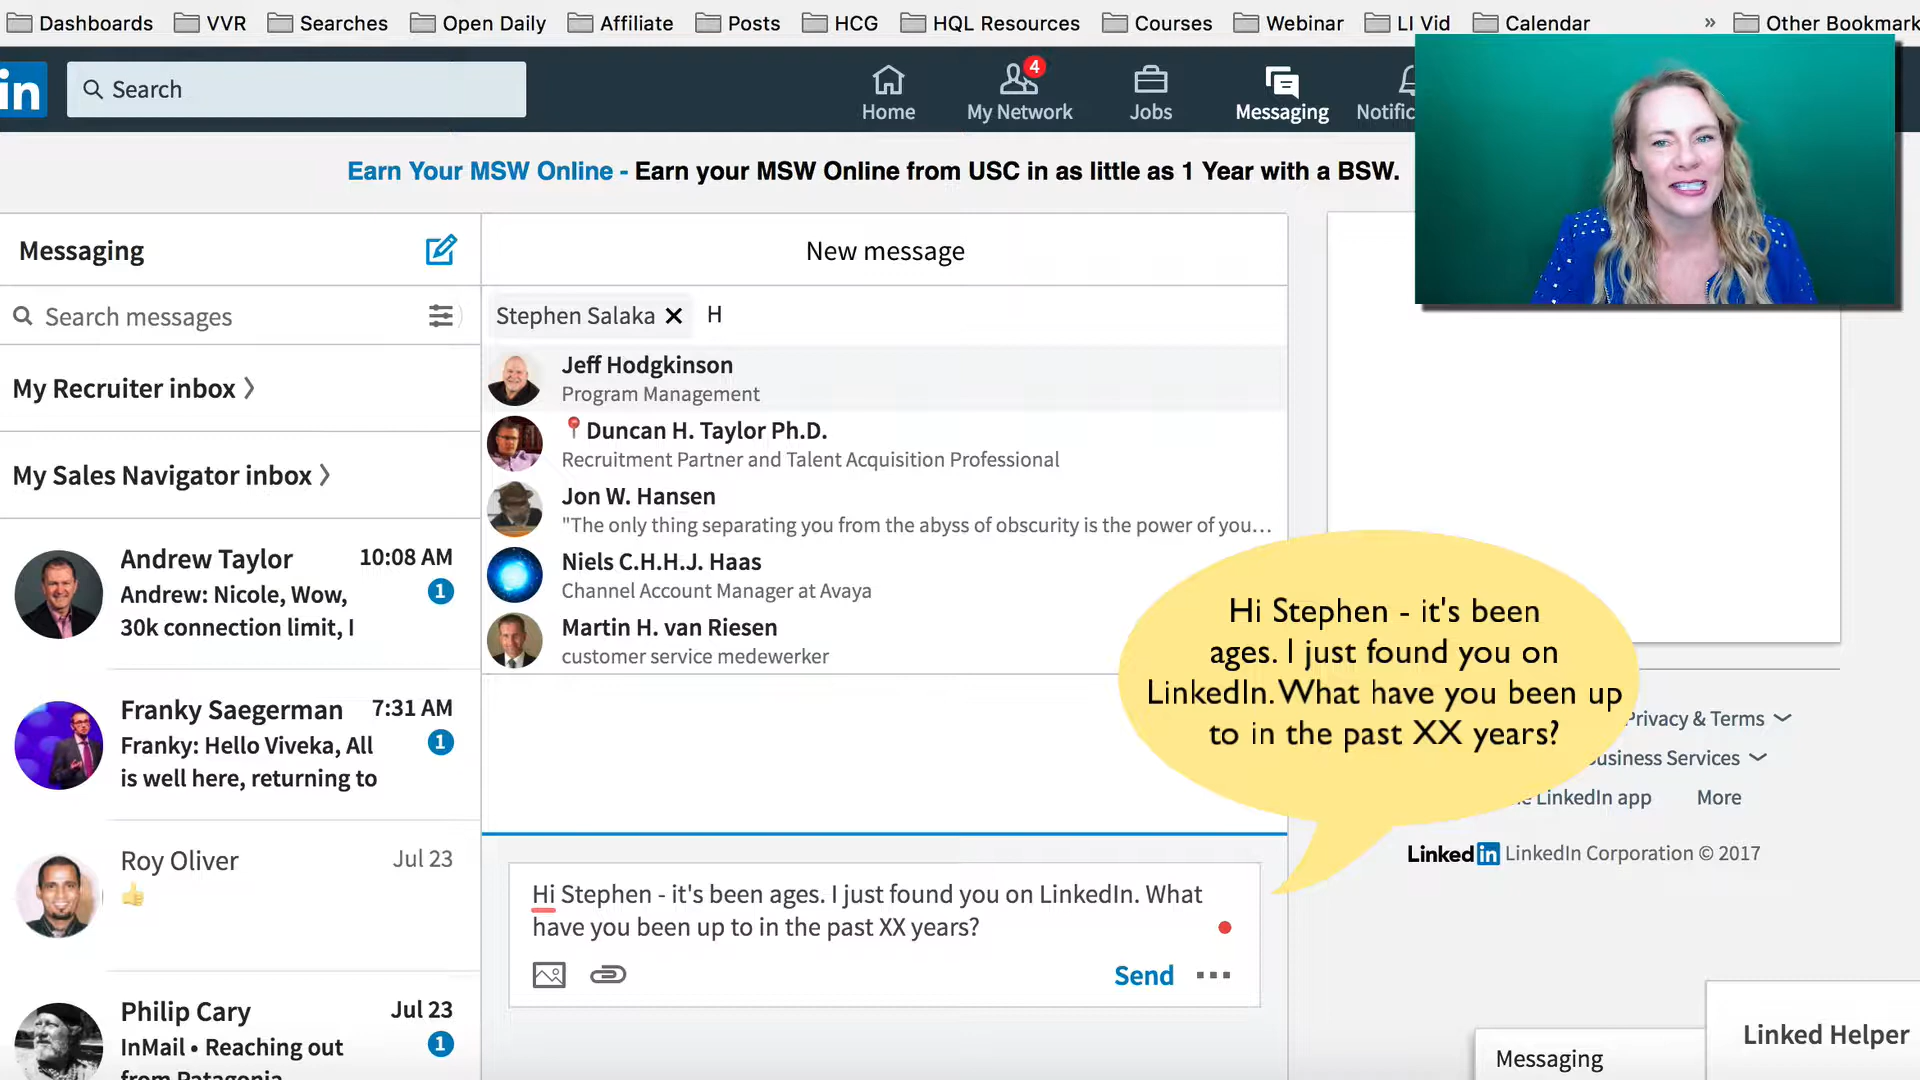 Dashboards VVR Searches Open Daily Affiliate Posts HCG HQL Resources Courses Webinar LI Vid Calendar » Other Bookmark
in Search
4
Home My Network Jobs Messaging Notific
Earn Your MSW Online - Earn your MSW Online from USC in as little as 1 Year with a BSW.
Messaging
Search messages
My Recruiter inbox
My Sales Navigator inbox
Andrew Taylor 10:08 AM
Andrew: Nicole, Wow, 1
30k connection limit, I
Franky Saegerman 7:31 AM
Franky: Hello Viveka, All 1
is well here, returning to
Roy Oliver Jul 23
👍
Philip Cary Jul 23
InMail • Reaching out 1
from Patagonia
New message
Stephen Salaka ✕ H
Jeff Hodgkinson
Program Management
📍Duncan H. Taylor Ph.D.
Recruitment Partner and Talent Acquisition Professional
Jon W. Hansen
"The only thing separating you from the abyss of obscurity is the power of you...
Niels C.H.H.J. Haas
Channel Account Manager at Avaya
Martin H. van Riesen
customer service medewerker
Hi Stephen - it's been ages. I just found you on LinkedIn. What
have you been up to in the past XX years?
Send
Hi Stephen - it's been
ages. I just found you on
LinkedIn. What have you been up
to in the past XX years?
Privacy & Terms
usiness Services
LinkedIn app More
Linked in LinkedIn Corporation © 2017
Messaging
Linked Helper